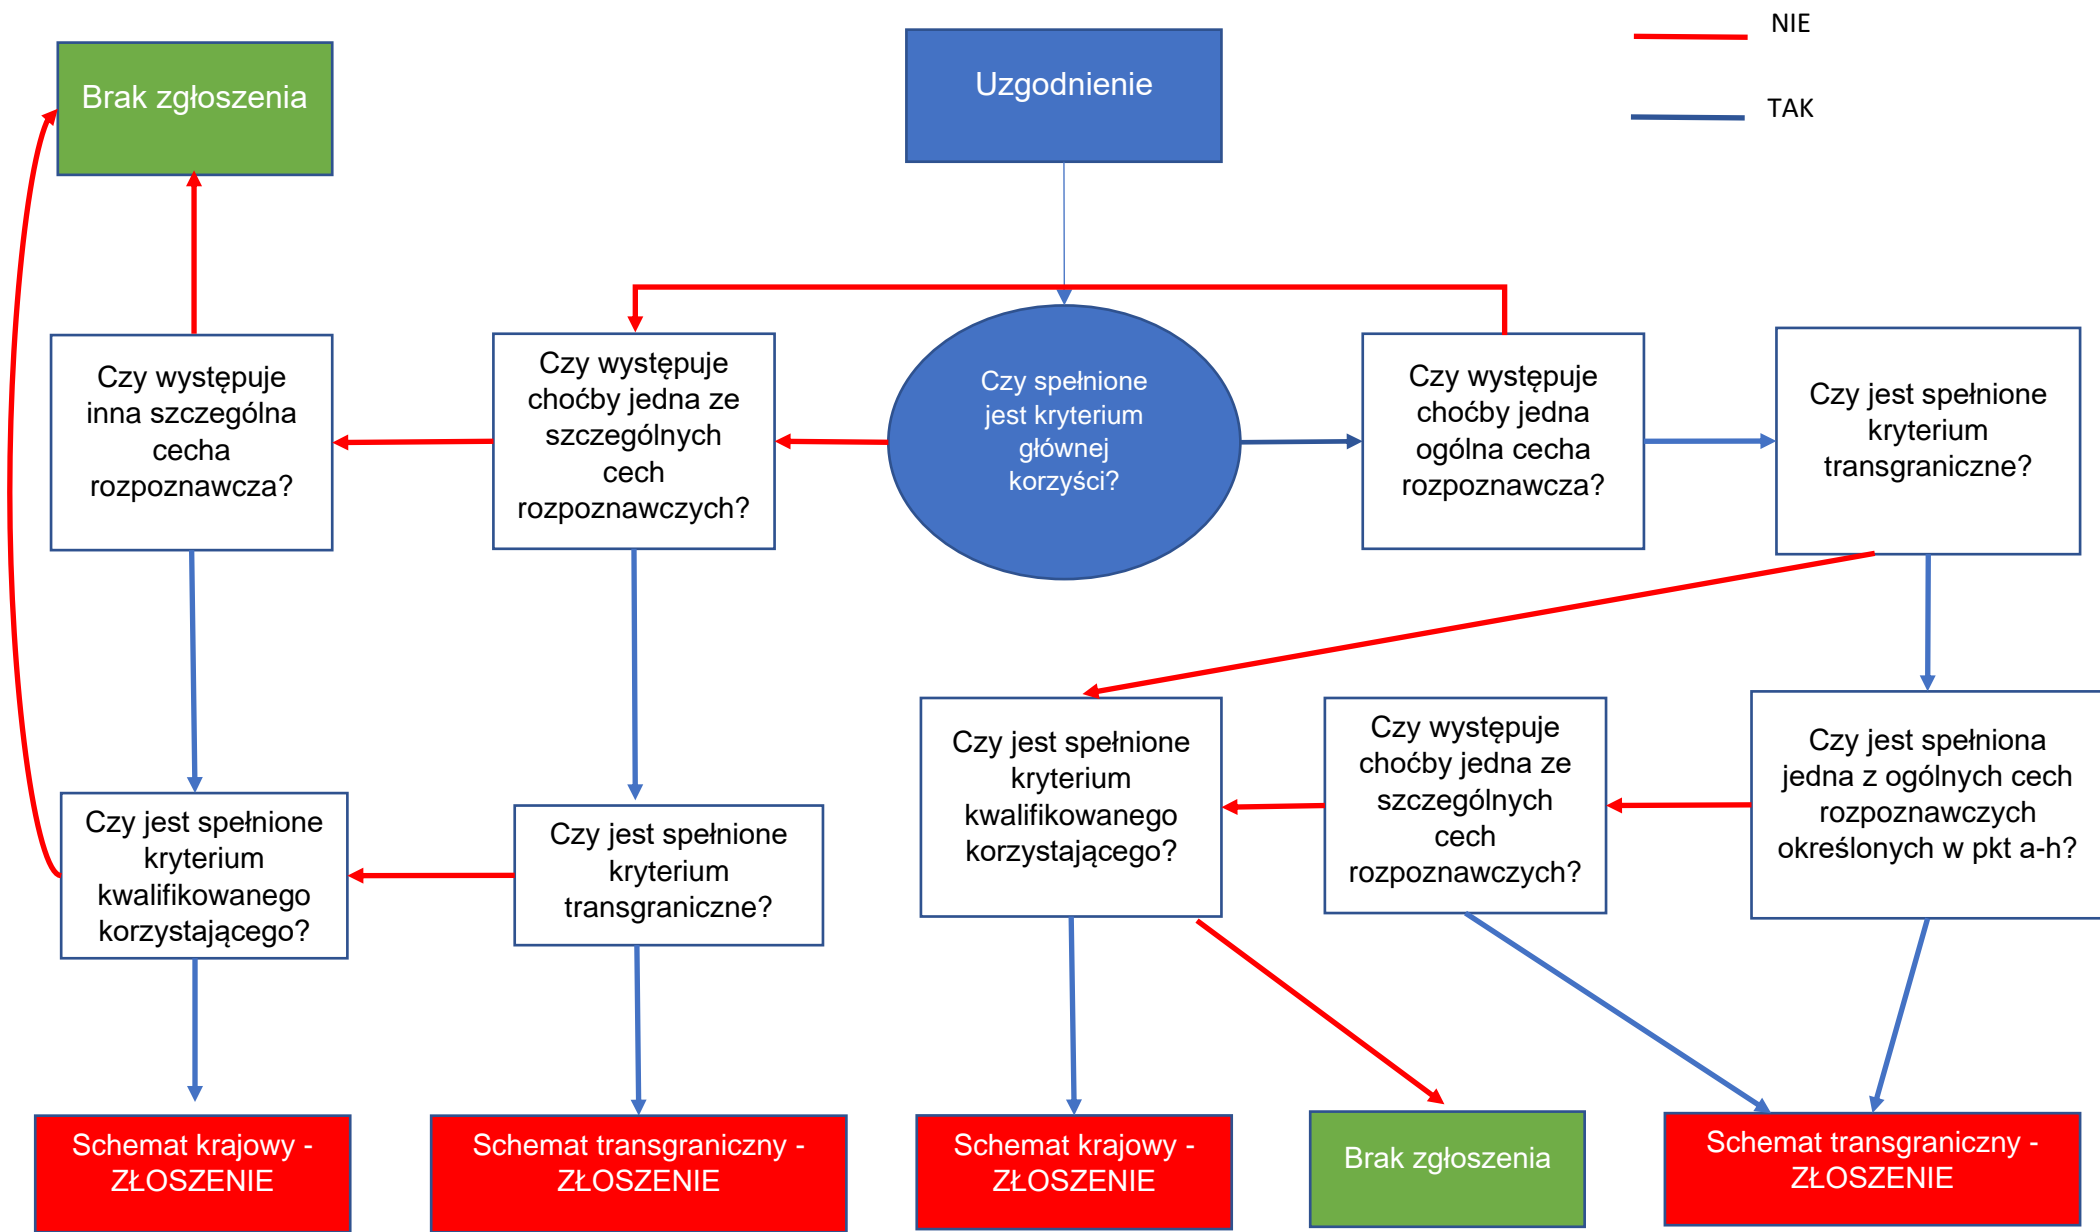 NIE
Brak zgłoszenia
Uzgodnienie
TAK
Czy występuje
inna szczególna
cecha
rozpoznawcza?
Czy występuje
choćby jedna ze
szczególnych
cech
rozpoznawczych?
Czy spełnione
jest kryterium
głównej
korzyści?
Czy występuje
choćby jedna
ogólna cecha
rozpoznawcza?
Czy jest spełnione
kryterium
transgraniczne?
Czy jest spełnione
kryterium
kwalifikowanego
korzystającego?
Czy jest spełnione
kryterium
transgraniczne?
Czy jest spełnione
kryterium
kwalifikowanego
korzystającego?
Czy występuje
choćby jedna ze
szczególnych
cech
rozpoznawczych?
Czy jest spełniona
jedna z ogólnych cech
rozpoznawczych
określonych w pkt a-h?
Schemat krajowy -
ZŁOSZENIE
Schemat transgraniczny -
ZŁOSZENIE
Schemat krajowy -
ZŁOSZENIE
Brak zgłoszenia
Schemat transgraniczny -
ZŁOSZENIE